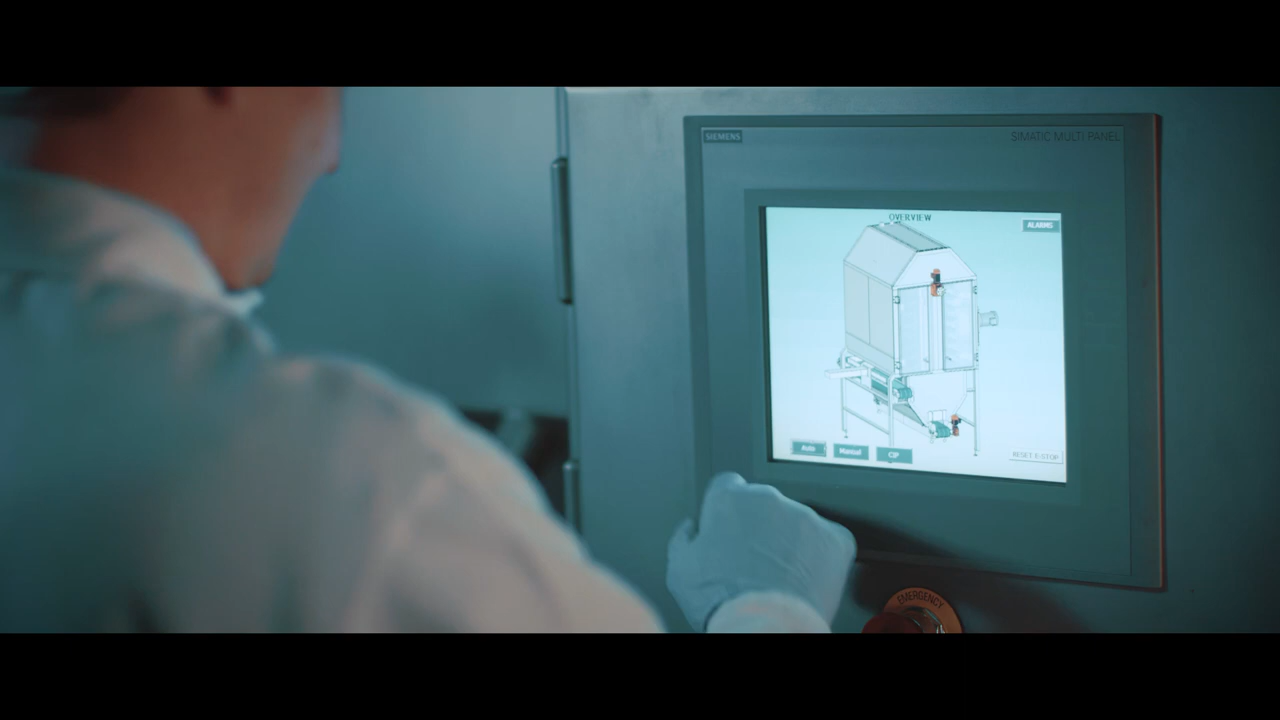 SIEMENS
SIMATIC MULTI PANEL
OVERVIEW
ALARMS
Auto
Manual
CIP
RESET E-STOP
EMERGENCY